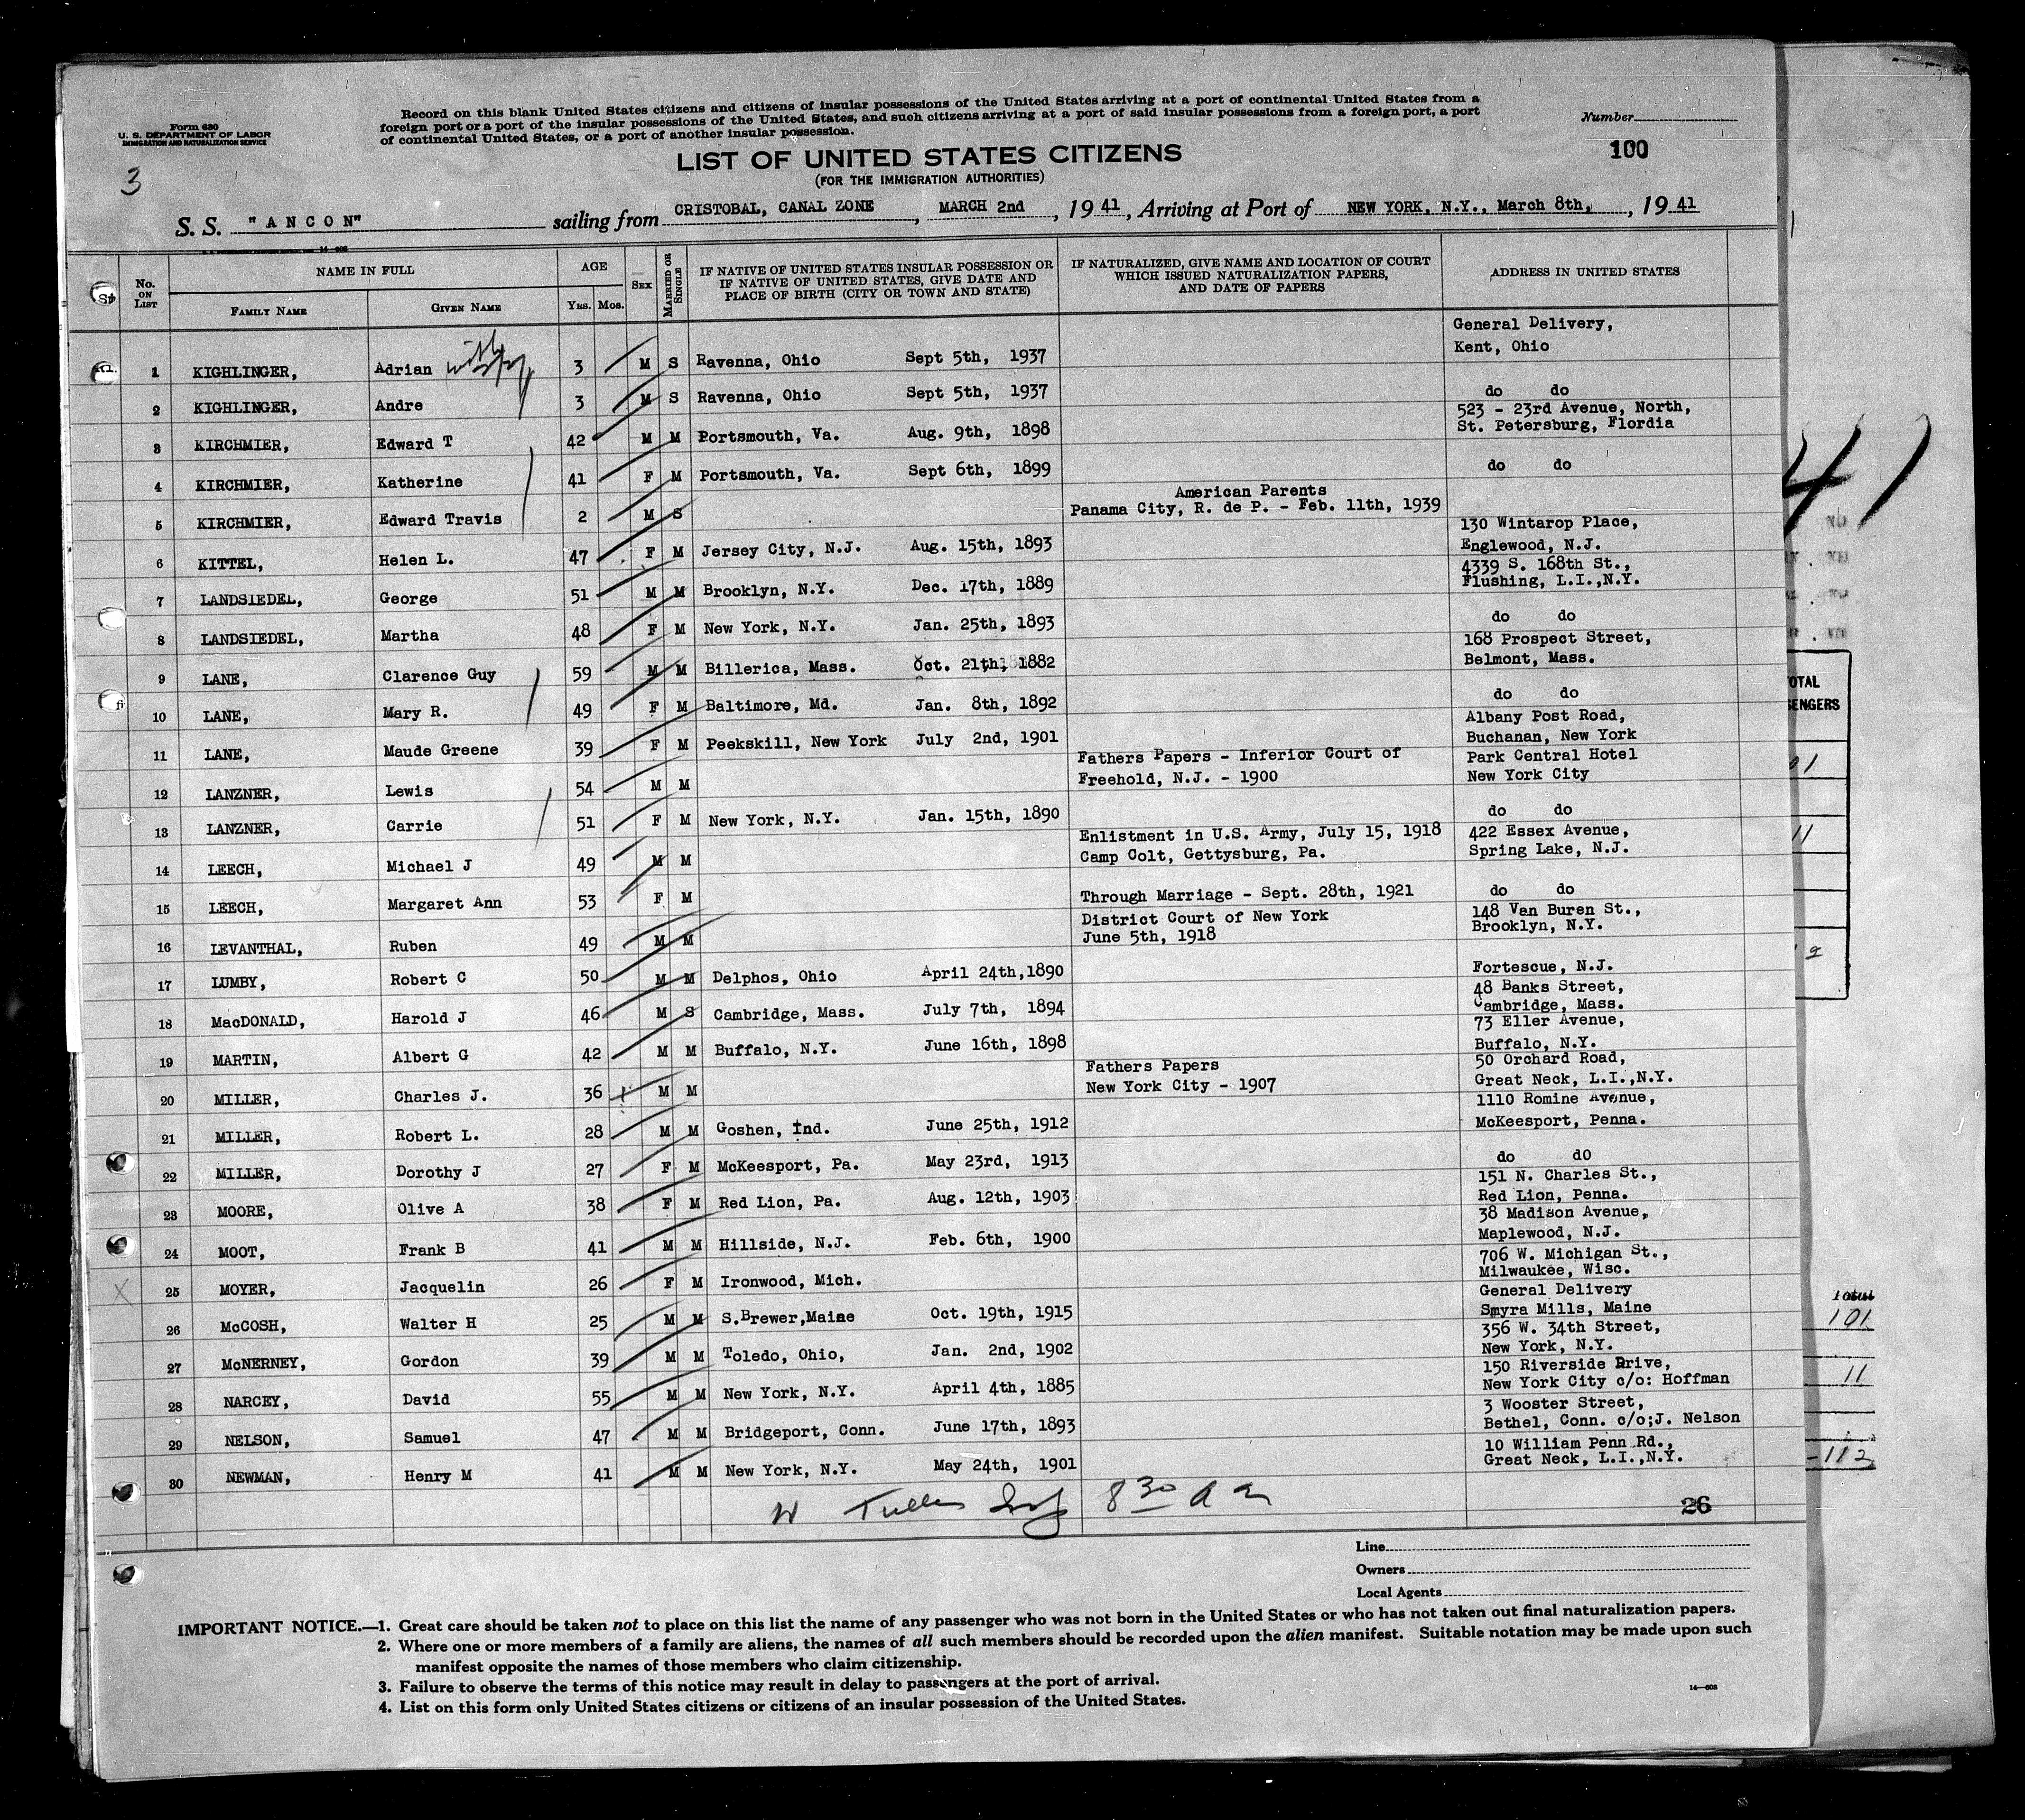 Form 630
U. S. DEPARTMENT OF LABOR
IMMIGRATION AND NATURALIZATION SERVICE
3
Record on this blank United States citizens and citizens of insular possessions of the United States arriving at a port of continental United States from a
foreign port or a port of the insular possessions of the United States, and such citizens arriving at a port of said insular possessions from a foreign port, a port
of continental United States, or a port of another insular possession.
Number
100
LIST OF UNITED STATES CITIZENS
(FOR THE IMMIGRATION AUTHORITIES)
S. S. "ANCON" sailing from CRISTOBAL, CANAL ZONE, MARCH 2nd, 1941, Arriving at Port of NEW YORK, N.Y., March 8th, , 1941
No. ON LIST NAME IN FULL FAMILY NAME GIVEN NAME AGE YRS. MOS. SEX MARRIED OR SINGLE IF NATIVE OF UNITED STATES INSULAR POSSESSION OR IF NATIVE OF UNITED STATES, GIVE DATE AND PLACE OF BIRTH (CITY OR TOWN AND STATE) IF NATURALIZED, GIVE NAME AND LOCATION OF COURT WHICH ISSUED NATURALIZATION PAPERS, AND DATE OF PAPERS ADDRESS IN UNITED STATES
1 KIGHLINGER, Adrian 3 M S Ravenna, Ohio Sept 5th, 1937 General Delivery, Kent, Ohio
2 KIGHLINGER, Andre 3 M S Ravenna, Ohio Sept 5th, 1937 do do
3 KIRCHMIER, Edward T 42 M M Portsmouth, Va. Aug. 9th, 1898 523 - 23rd Avenue, North, St. Petersburg, Flordia
4 KIRCHMIER, Katherine 41 F M Portsmouth, Va. Sept 6th, 1899 do do
5 KIRCHMIER, Edward Travis 2 M S American Parents Panama City, R. de P. - Feb. 11th, 1939
6 KITTEL, Helen L. 47 F M Jersey City, N.J. Aug. 15th, 1893 130 Wintarop Place, Englewood, N.J.
7 LANDSIEDEL, George 51 M M Brooklyn, N.Y. Dec. 17th, 1889 4339 S. 168th St., Flushing, L.I.,N.Y.
8 LANDSIEDEL, Martha 48 F M New York, N.Y. Jan. 25th, 1893 do do
9 LANE, Clarence Guy 59 M M Billerica, Mass. Oct. 21th, 1882 168 Prospect Street, Belmont, Mass.
10 LANE, Mary R. 49 F M Baltimore, Md. Jan. 8th, 1892 do do
11 LANE, Maude Greene 39 F M Peekskill, New York July 2nd, 1901 Albany Post Road, Buchanan, New York
12 LANZNER, Lewis 54 M M Fathers Papers - Inferior Court of Freehold, N.J. - 1900 Park Central Hotel New York City
13 LANZNER, Carrie 51 F M New York, N.Y. Jan. 15th, 1890 do do
14 LEECH, Michael J 49 M M Enlistment in U.S. Army, July 15, 1918 Camp Colt, Gettysburg, Pa. 422 Essex Avenue, Spring Lake, N.J.
15 LEECH, Margaret Ann 53 F M Through Marriage - Sept. 28th, 1921 do do
16 LEVANTHAL, Ruben 49 M M District Court of New York June 5th, 1918 148 Van Buren St., Brooklyn, N.Y.
17 LUMBY, Robert C 50 M M Delphos, Ohio April 24th,1890 Fortescue, N.J.
18 MacDONALD, Harold J 46 M S Cambridge, Mass. July 7th, 1894 48 Banks Street, Cambridge, Mass.
19 MARTIN, Albert G 42 M M Buffalo, N.Y. June 16th, 1898 73 Eller Avenue, Buffalo, N.Y.
20 MILLER, Charles J. 36 M M Fathers Papers New York City - 1907 50 Orchard Road, Great Neck, L.I.,N.Y.
21 MILLER, Robert L. 28 M M Goshen, Ind. June 25th, 1912 1110 Romine Avenue, McKeesport, Penna.
22 MILLER, Dorothy J 27 F M McKeesport, Pa. May 23rd, 1913 do do
23 MOORE, Olive A 38 F M Red Lion, Pa. Aug. 12th, 1903 151 N. Charles St., Red Lion, Penna.
24 MOOT, Frank B 41 M M Hillside, N.J. Feb. 6th, 1900 38 Madison Avenue, Maplewood, N.J.
25 MOYER, Jacquelin 26 F M Ironwood, Mich. 706 W. Michigan St., Milwaukee, Wisc.
26 McCOSH, Walter H 25 M M S.Brewer,Maine Oct. 19th, 1915 General Delivery Smyra Mills, Maine
27 McNERNEY, Gordon 39 M M Toledo, Ohio, Jan. 2nd, 1902 356 W. 34th Street, New York, N.Y.
28 NARCEY, David 55 M M New York, N.Y. April 4th, 1885 150 Riverside Drive, New York City c/o: Hoffman
29 NELSON, Samuel 47 M M Bridgeport, Conn. June 17th, 1893 3 Wooster Street, Bethel, Conn. c/o;J. Nelson
30 NEWMAN, Henry M 41 M M New York, N.Y. May 24th, 1901 10 William Penn Rd., Great Neck, L.I.,N.Y.
8 30 a m
26
Line
Owners
Local Agents
IMPORTANT NOTICE.—1. Great care should be taken not to place on this list the name of any passenger who was not born in the United States or who has not taken out final naturalization papers.
2. Where one or more members of a family are aliens, the names of all such members should be recorded upon the alien manifest. Suitable notation may be made upon such
manifest opposite the names of those members who claim citizenship.
3. Failure to observe the terms of this notice may result in delay to passengers at the port of arrival.
4. List on this form only United States citizens or citizens of an insular possession of the United States.
14—608
41
Total
101
11
112